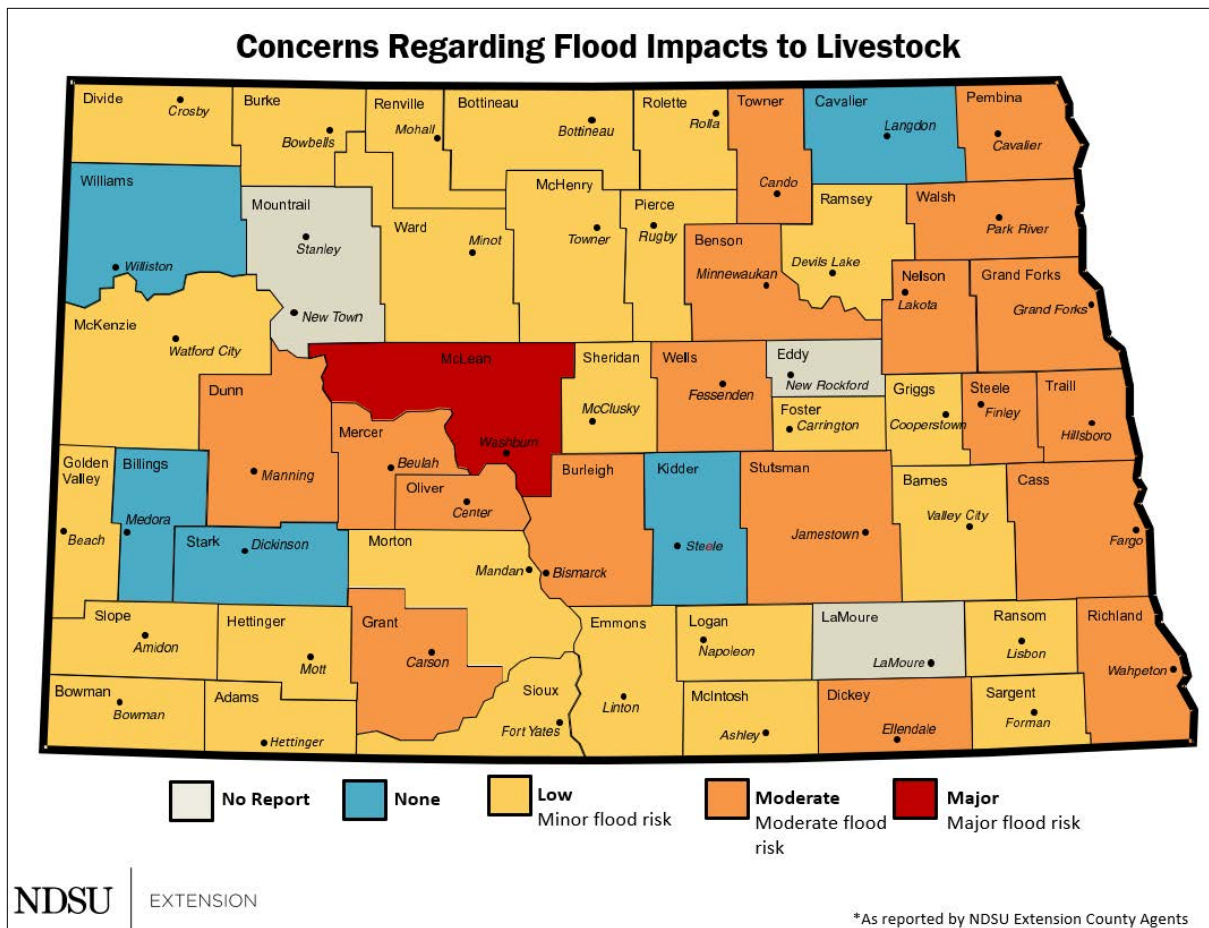 Concerns Regarding Flood Impacts to Livestock
Divide
Crosby
Burke
Bowbells
Renville
Mohall
Bottineau
Bottineau
Rolette
Rolla
Towner
Cando
Cavalier
Langdon
Pembina
Cavalier
Williams
Williston
Mountrail
Stanley
New Town
Ward
Minot
McHenry
Towner
Pierce
Rugby
Benson
Minnewaukan
Ramsey
Devils Lake
Walsh
Park River
Nelson
Lakota
Grand Forks
Grand Forks
McKenzie
Watford City
Dunn
Manning
McLean
Washburn
Mercer
Beulah
Oliver
Center
Sheridan
McClusky
Wells
Fessenden
Eddy
New Rockford
Foster
Carrington
Griggs
Cooperstown
Steele
Finley
Traill
Hillsboro
Golden
Valley
Beach
Billings
Medora
Stark
Dickinson
Morton
Mandan
Burleigh
Bismarck
Kidder
Steele
Stutsman
Jamestown
Barnes
Valley City
Cass
Fargo
Slope
Amidon
Hettinger
Mott
Grant
Carson
Emmons
Linton
Logan
Napoleon
LaMoure
LaMoure
Ransom
Lisbon
Richland
Wahpeton
Bowman
Bowman
Adams
Hettinger
Sioux
Fort Yates
McIntosh
Ashley
Dickey
Ellendale
Sargent
Forman
No Report
None
Low
Minor flood risk
Moderate
Moderate flood
risk
Major
Major flood risk
NDSU EXTENSION
*As reported by NDSU Extension County Agents